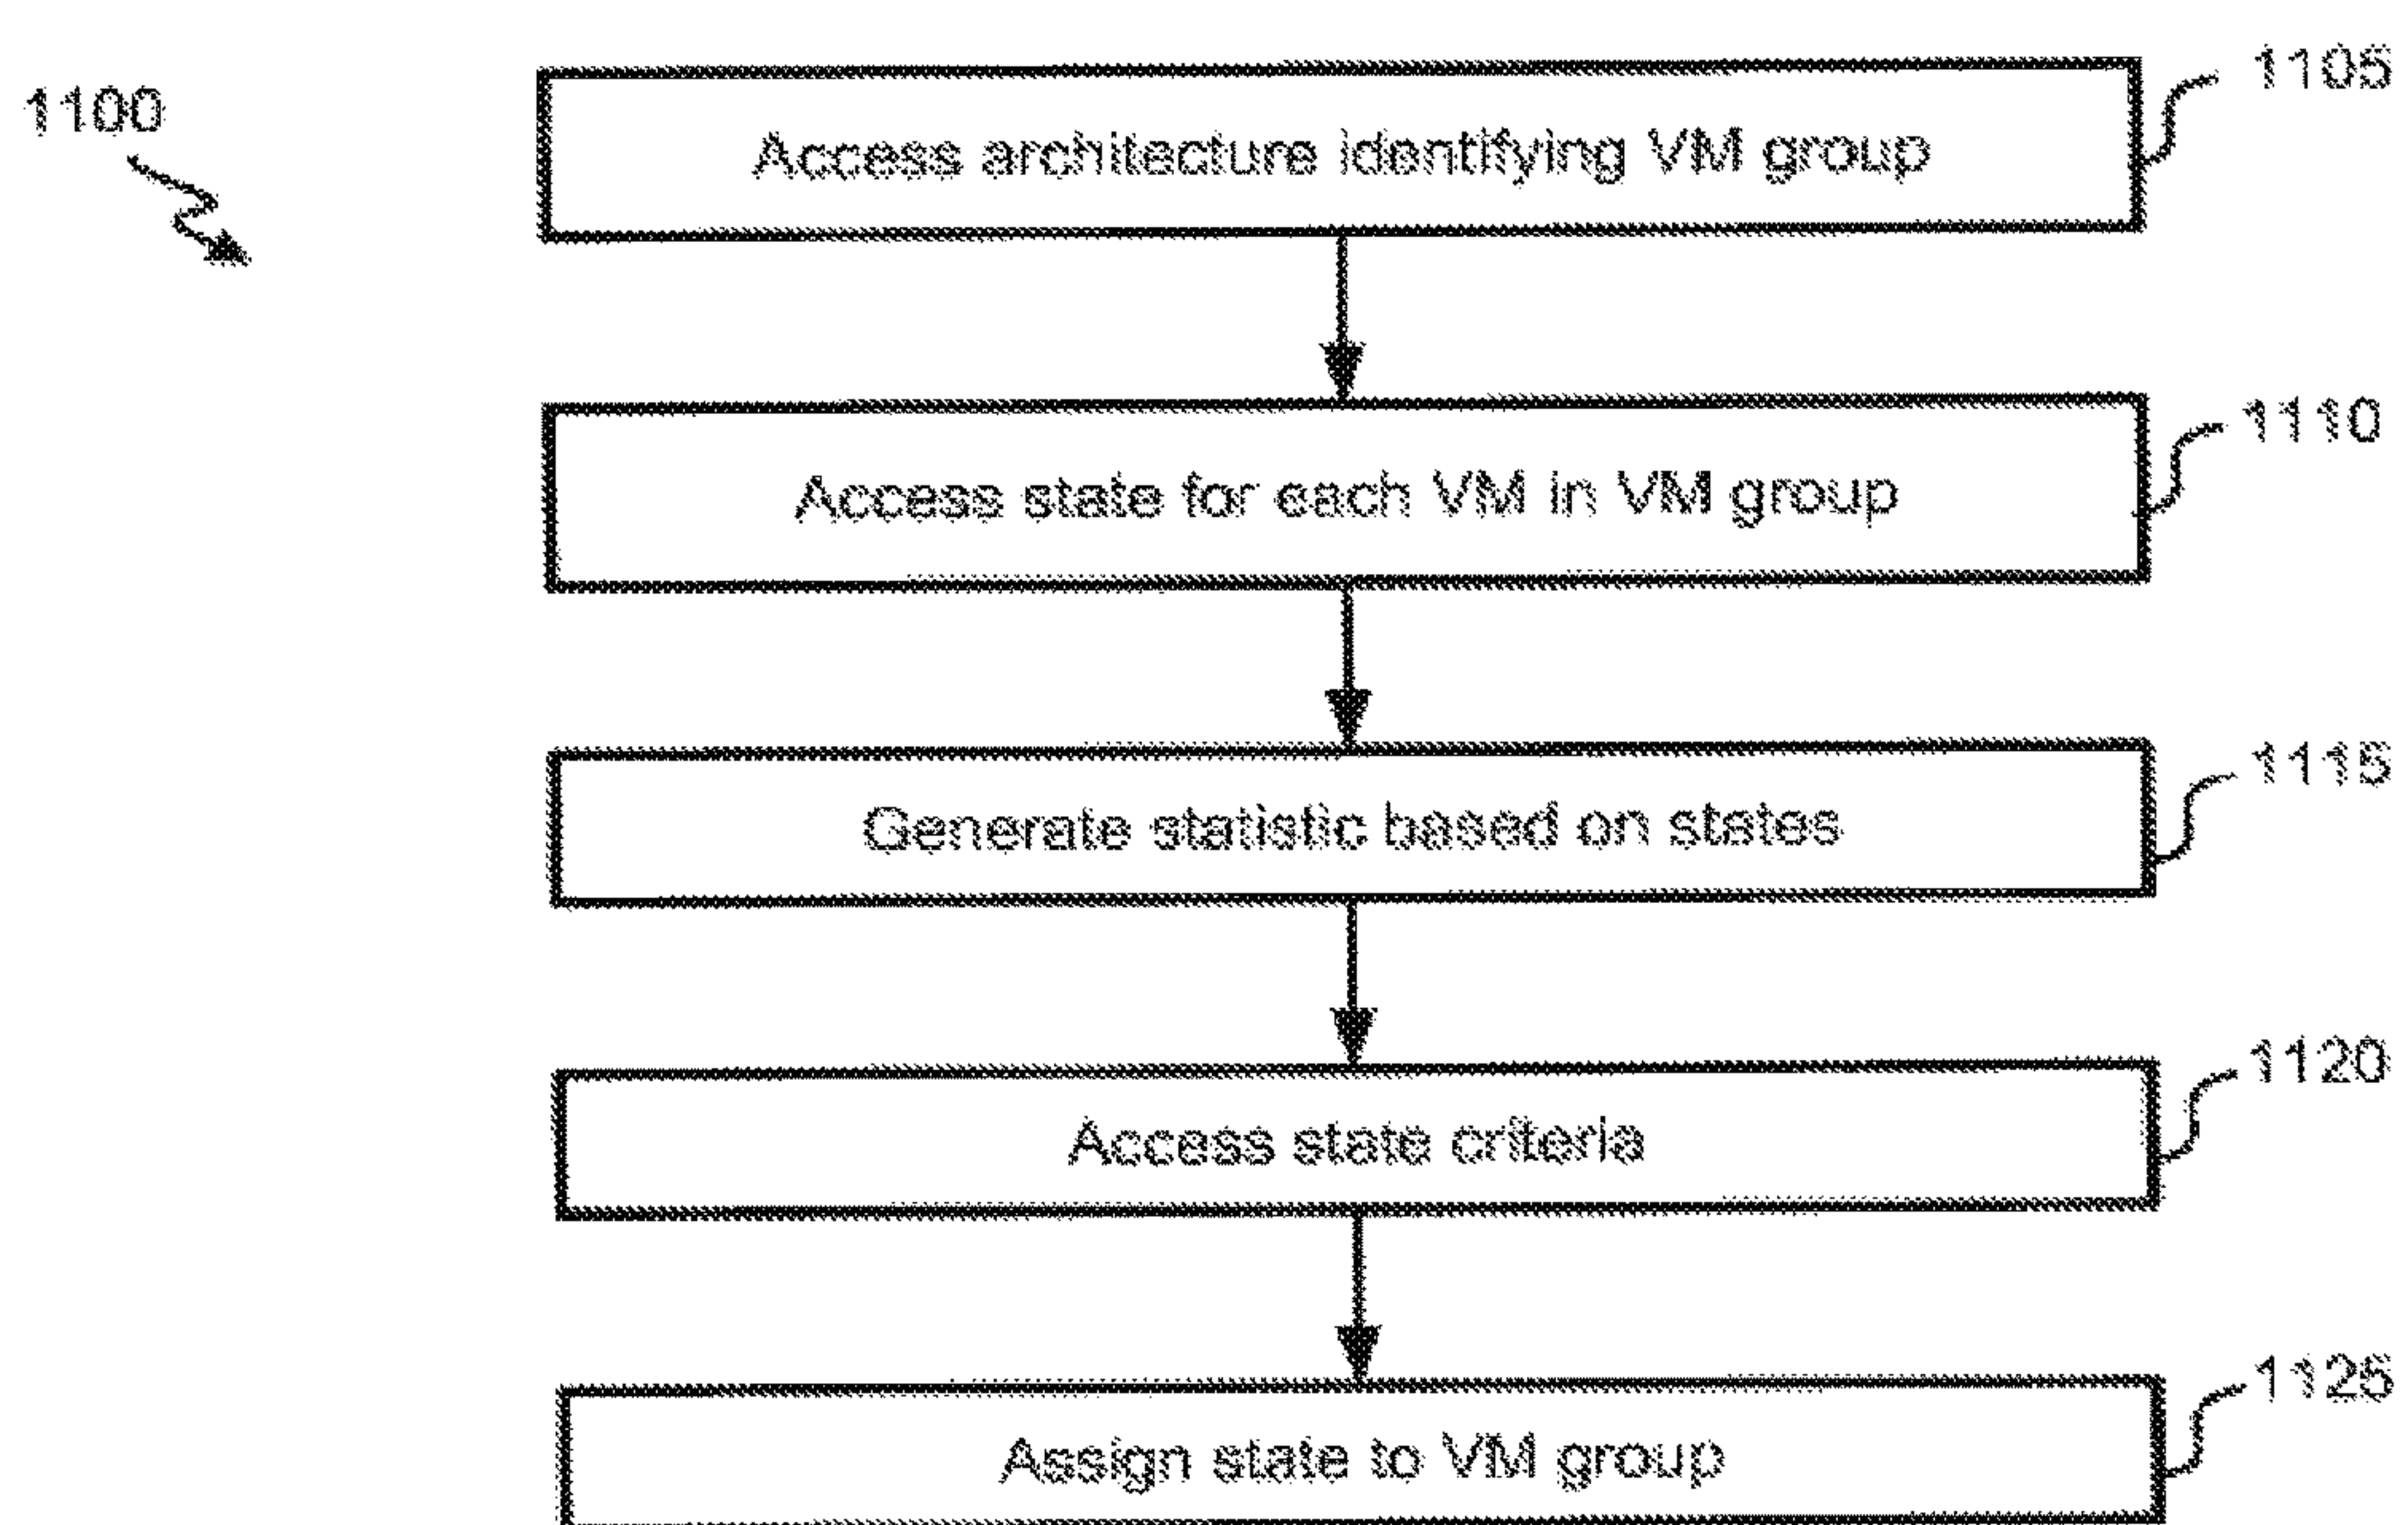 1100
1105
Access architecture identifying VM group
1110
Access state for each VM in VM group
1115
Generate statistic based on states
1120
Access state criteria
1125
Assign state to VM group